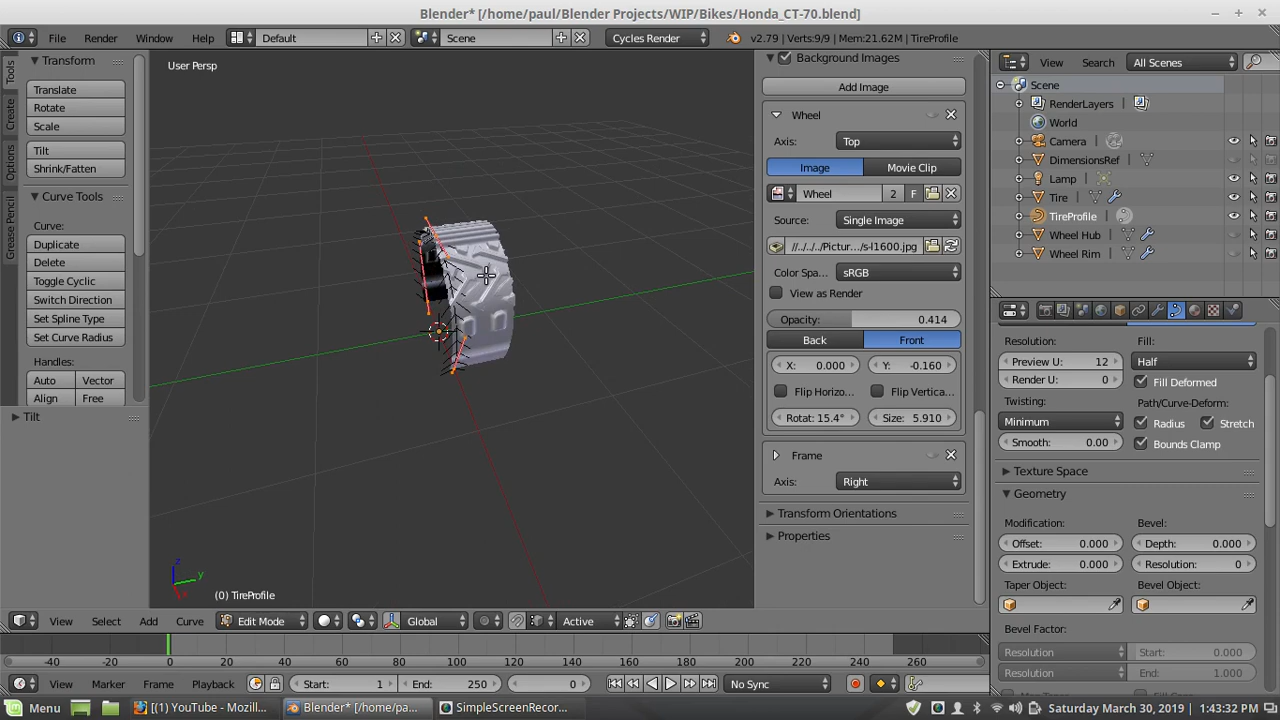 Blender* [/home/paul/Blender Projects/WIP/Bikes/Honda_CT-70.blend]
File Render Window Help Default Scene Cycles Render v2.79 | Verts:9/9 | Mem:21.62M | TireProfile
Tools
Create
Options
Grease Pencil
Transform
Translate
Rotate
Scale
Tilt
Shrink/Fatten
Curve Tools
Curve:
Duplicate
Delete
Toggle Cyclic
Switch Direction
Set Spline Type
Set Curve Radius
Handles:
Auto Vector
Align Free
Tilt
User Persp
z
y
x
(0) TireProfile
Background Images
Add Image
Wheel
Axis: Top
Image Movie Clip
Wheel 2 F
Source: Single Image
//../../../Pictur…/s-l1600.jpg
Color Spa… sRGB
View as Render
Opacity: 0.414
Back Front
X: 0.000 Y: -0.160
Flip Horizo… Flip Vertica…
Rotat: 15.4° Size: 5.910
Frame
Axis: Right
Transform Orientations
Properties
View Search All Scenes
Scene
RenderLayers
World
Camera
DimensionsRef
Lamp
Tire
TireProfile
Wheel Hub
Wheel Rim
Resolution: Fill:
Preview U: 12 Half
Render U: 0 Fill Deformed
Twisting: Path/Curve-Deform:
Minimum Radius Stretch
Smooth: 0.00 Bounds Clamp
Texture Space
Geometry
Modification: Bevel:
Offset: 0.000 Depth: 0.000
Extrude: 0.000 Resolution: 0
Taper Object: Bevel Object:
Bevel Factor:
Resolution Start: 0.000
Resolution End: 1.000
View Select Add Curve Edit Mode Global Active
-40 -20 0 20 40 60 80 100 120 140 160 180 200 220 240 260
View Marker Frame Playback Start: 1 End: 250 0 No Sync
Menu [(1) YouTube - Mozill… Blender* [/home/pa… SimpleScreenRecor… Saturday March 30, 2019 1:43:32 PM